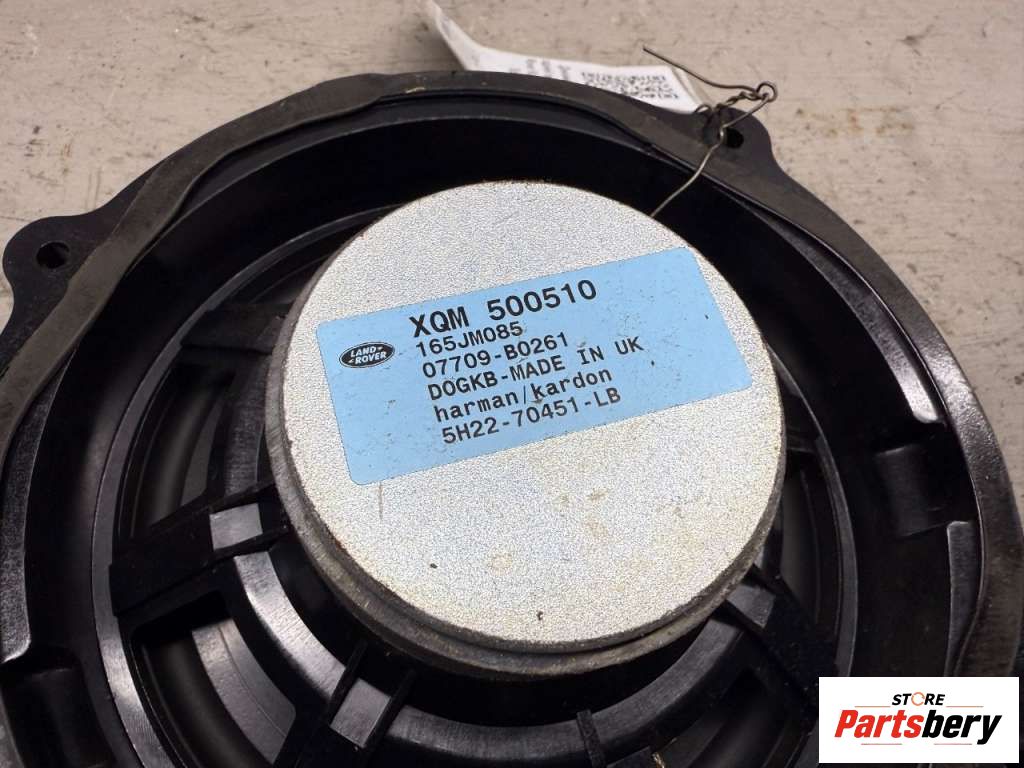 XQM 500510
165JM085
07709-B0261
DOGKB-MADE IN UK
harman/kardon
5H22-70451-LB
LAND
ROVER
STORE
Partsbery